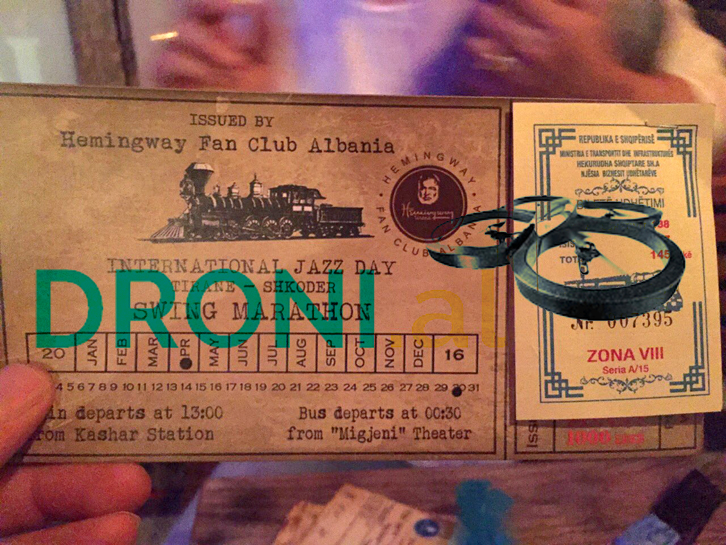 ISSUED BY
Hemingway Fan Club Albania
HEMINGWAY
FAN CLUB ALBANIA
Hemingway
INTERNATIONAL JAZZ DAY
TIRANE - SHKODER
SWING MARATHON
DRONI.al
20 JAN FEB MAR APR MAY JUN JUL AUG SEP OCT NOV DEC 16
4 5 6 7 8 9 10 11 12 13 14 15 16 17 18 19 20 21 22 23 24 25 26 27 28 29 30 31
in departs at 13:00
from Kashar Station
Bus departs at 00:30
from "Migjeni" Theater
REPUBLIKA E SHQIPËRISË
MINISTRIA E TRANSPORTIT DHE INFRASTRUKTURËS
HEKURUDHA SHQIPTARE SH.A
NJËSIA BIZNESIT UDHËTARËVE
UDHËTIMI
38
145
Nr. 007395
ZONA VIII
Seria A/15